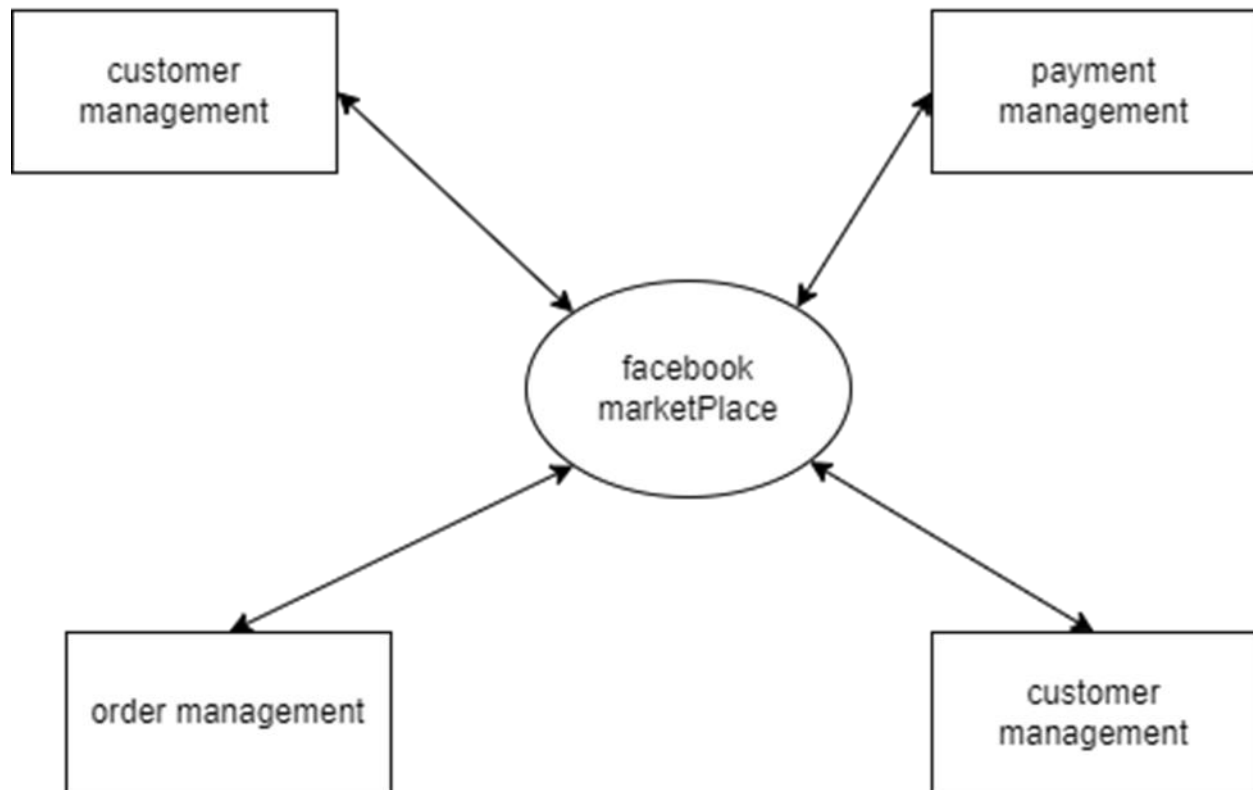 customer
management
payment
management
facebook
marketPlace
order management
customer
management